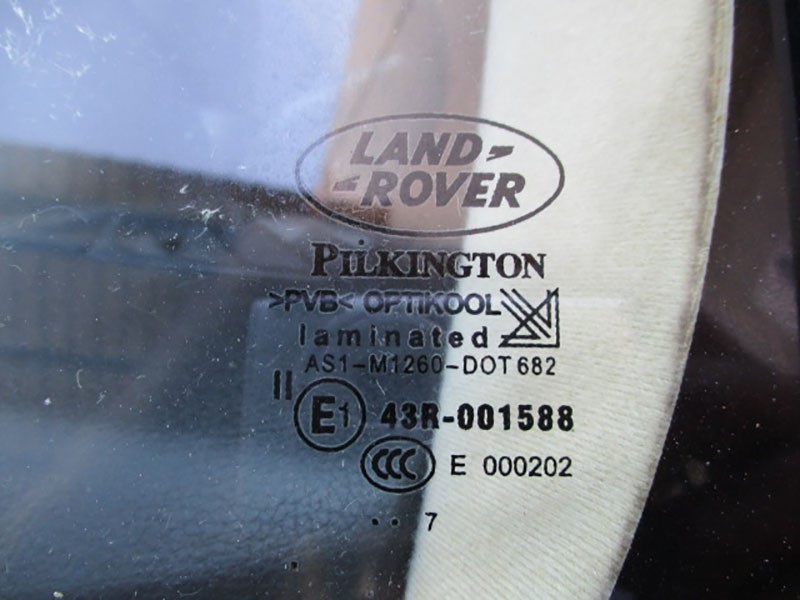 LAND
ROVER
PILKINGTON
>PVB< OPTIKOOL
laminated
AS1-M1260-DOT 682
II
E1 43R-001588
CCC E 000202
.. 7